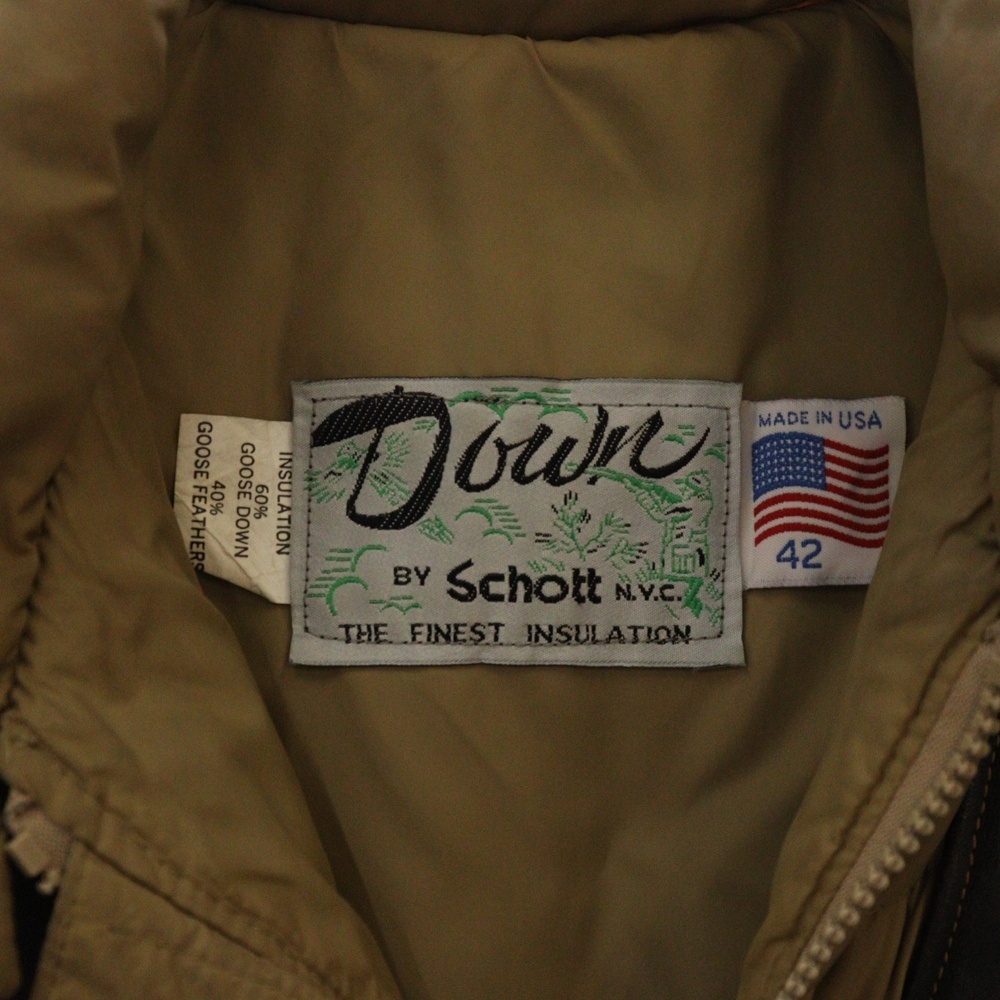 INSULATION
60%
GOOSE DOWN
40%
GOOSE FEATHERS
Down
BY Schott N.Y.C.
THE FINEST INSULATION
MADE IN USA
42